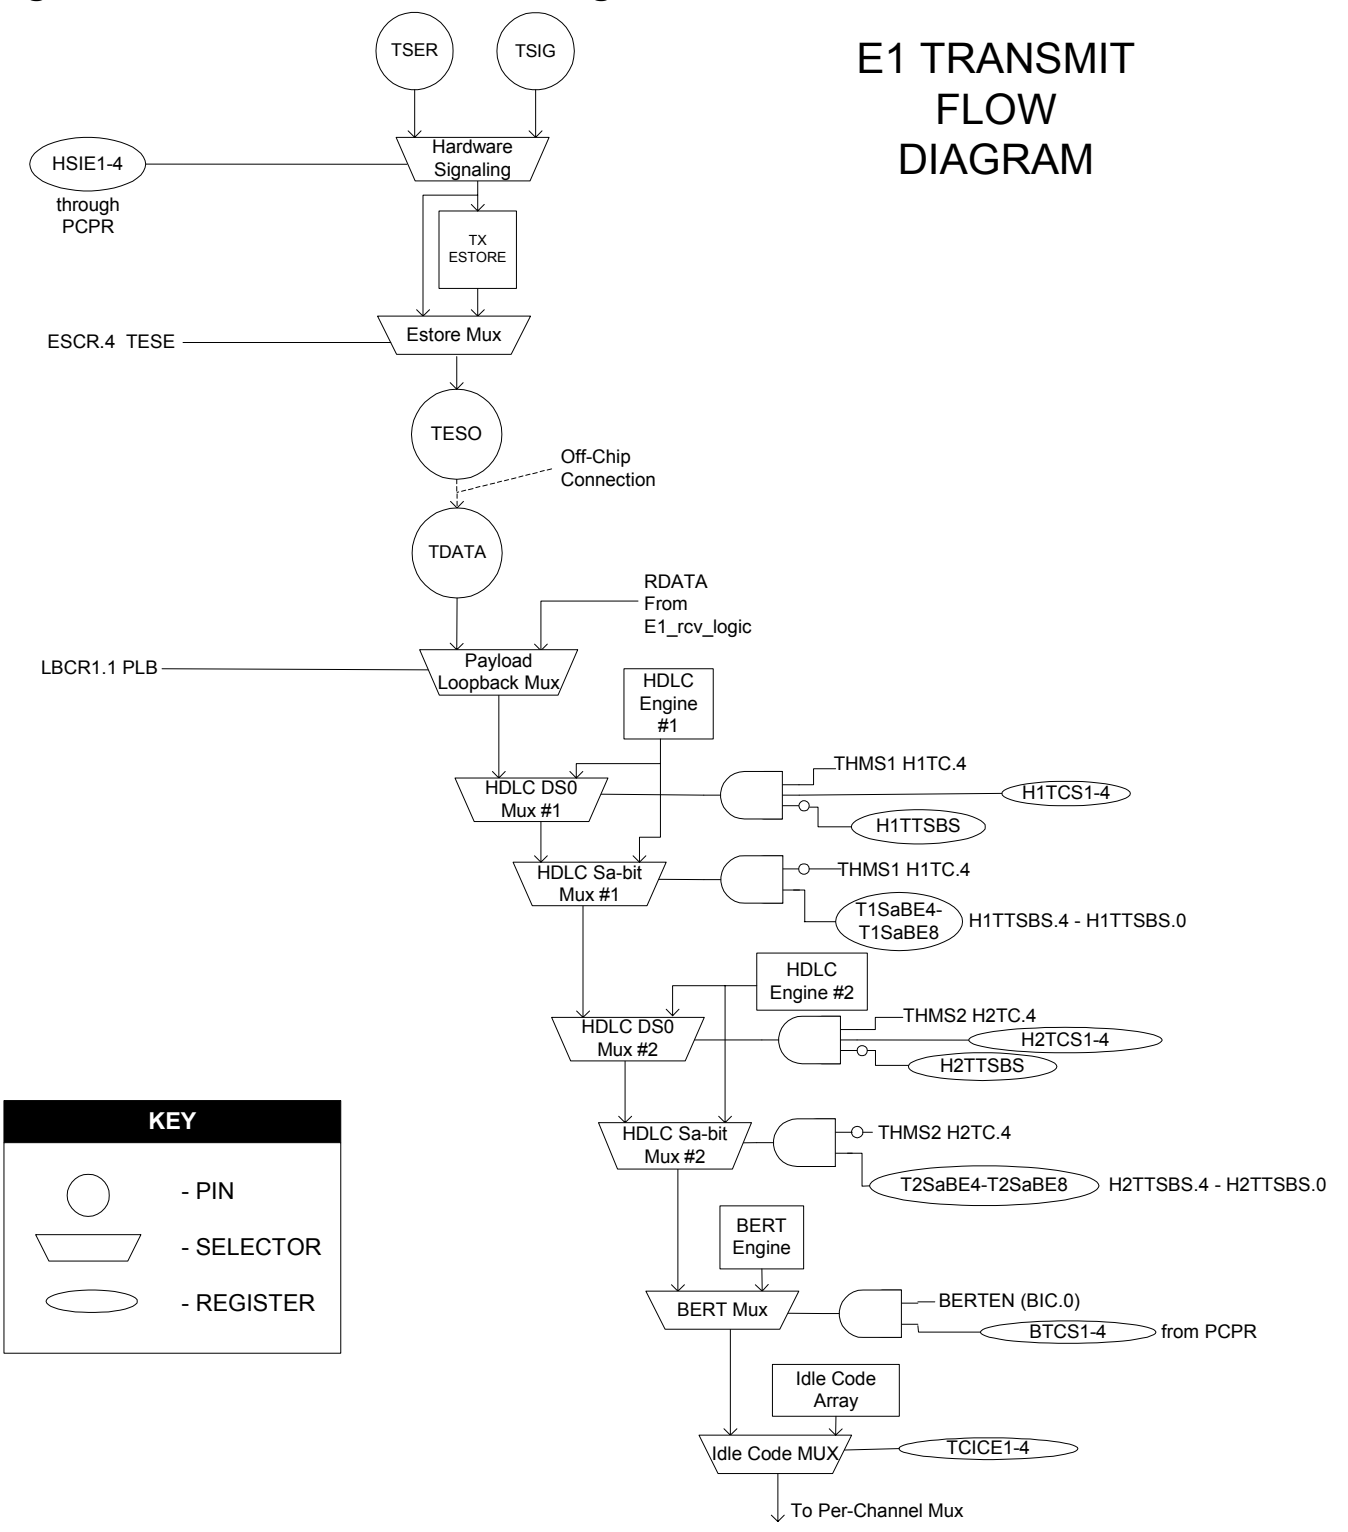 TSER
TSIG
E1 TRANSMIT
FLOW
DIAGRAM
Hardware
Signaling
HSIE1-4
through
PCPR
TX
ESTORE
Estore Mux
ESCR.4 TESE
TESO
Off-Chip
Connection
TDATA
RDATA
From
E1_rcv_logic
LBCR1.1 PLB
Payload
Loopback Mux
HDLC
Engine
#1
THMS1 H1TC.4
HDLC DS0
Mux #1
H1TCS1-4
H1TTSBS
HDLC Sa-bit
Mux #1
THMS1 H1TC.4
T1SaBE4-
T1SaBE8
H1TTSBS.4 - H1TTSBS.0
HDLC
Engine #2
THMS2 H2TC.4
HDLC DS0
Mux #2
H2TCS1-4
H2TTSBS
KEY
- PIN
- SELECTOR
- REGISTER
HDLC Sa-bit
Mux #2
THMS2 H2TC.4
T2SaBE4-T2SaBE8
H2TTSBS.4 - H2TTSBS.0
BERT
Engine
BERT Mux
BERTEN (BIC.0)
BTCS1-4
from PCPR
Idle Code
Array
Idle Code MUX
TCICE1-4
To Per-Channel Mux